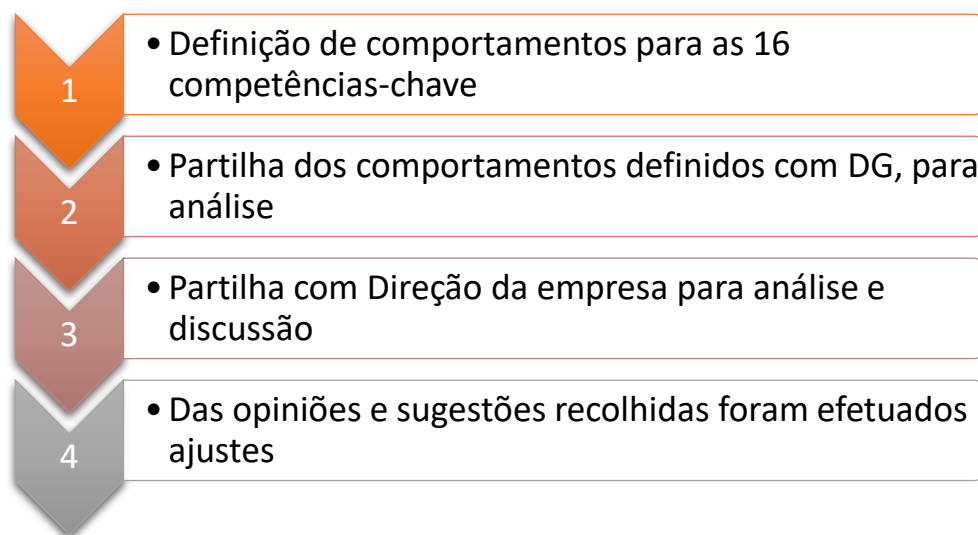 1
• Definição de comportamentos para as 16
competências-chave
2
• Partilha dos comportamentos definidos com DG, para
análise
3
• Partilha com Direção da empresa para análise e
discussão
4
• Das opiniões e sugestões recolhidas foram efetuados
ajustes